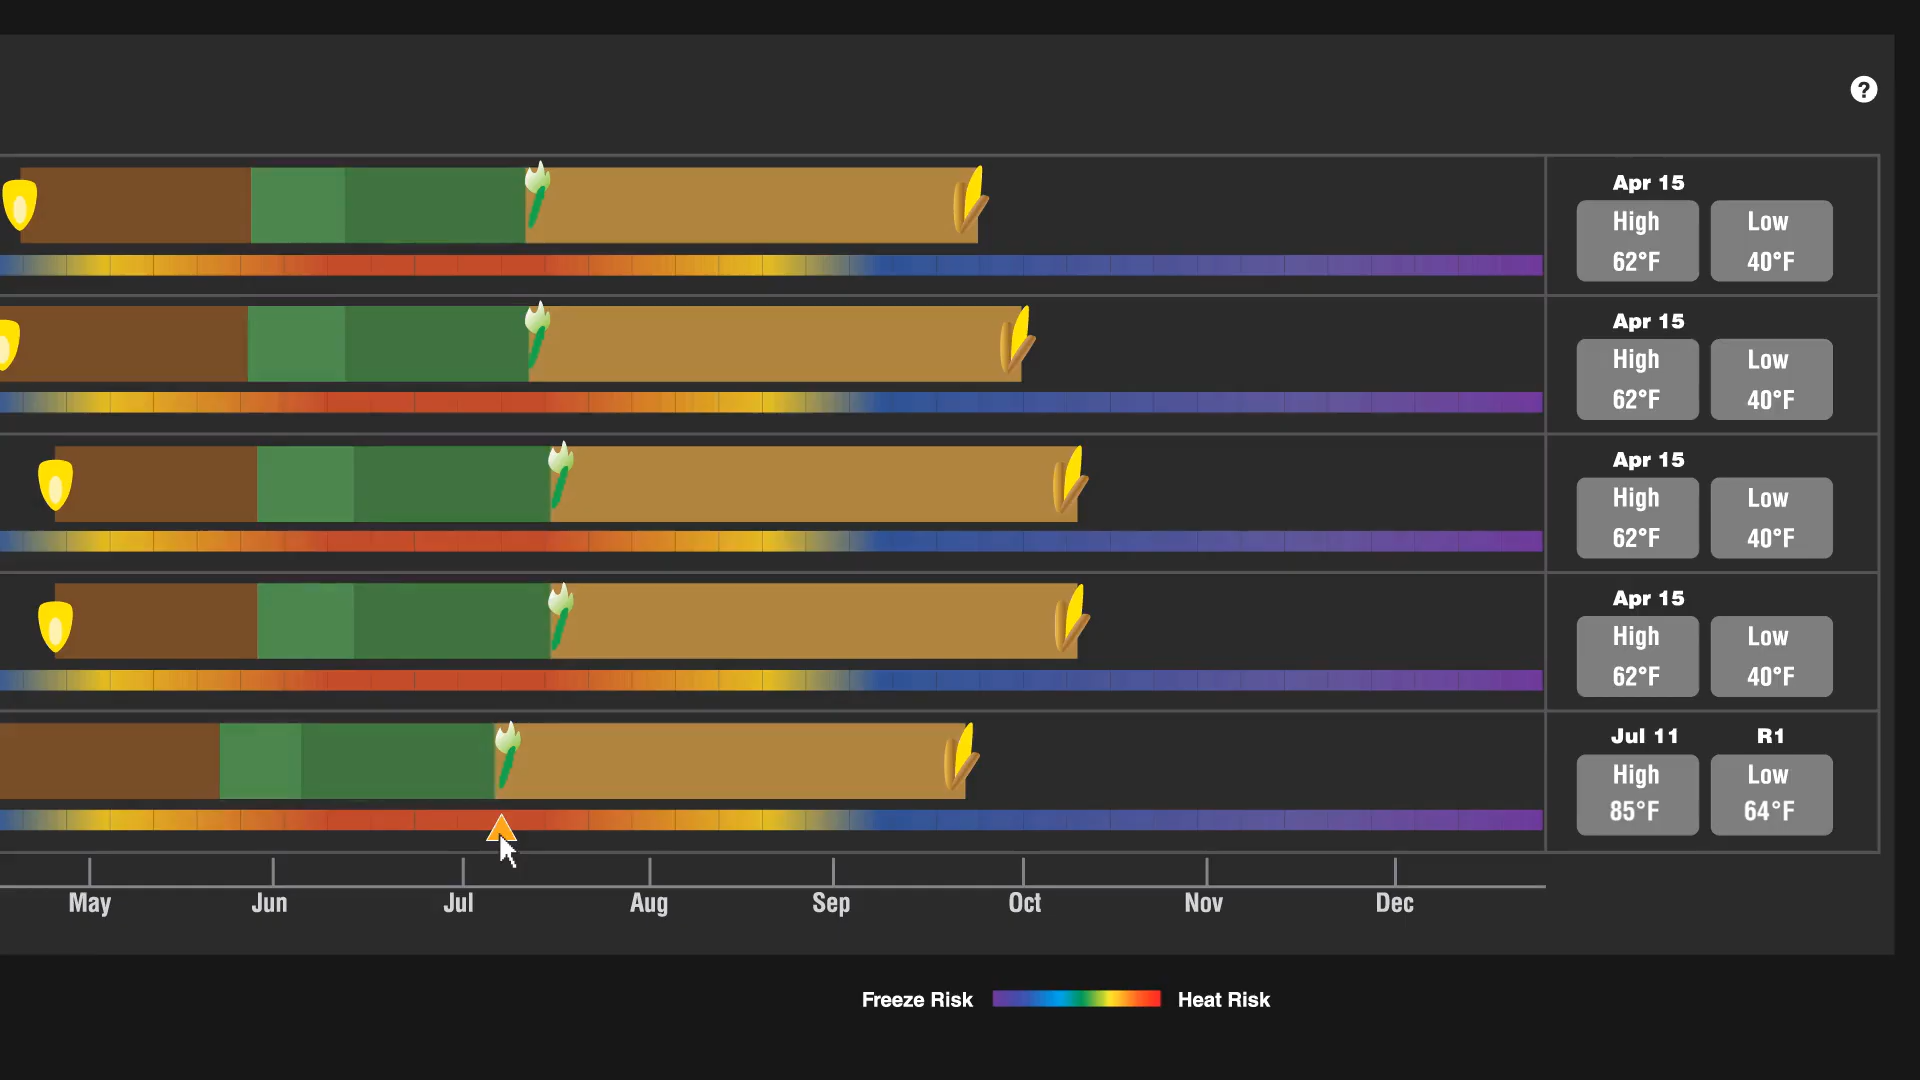 ?
Apr 15
High Low
62°F 40°F
Apr 15
High Low
62°F 40°F
Apr 15
High Low
62°F 40°F
Apr 15
High Low
62°F 40°F
Jul 11 R1
High Low
85°F 64°F
May Jun Jul Aug Sep Oct Nov Dec
Freeze Risk Heat Risk